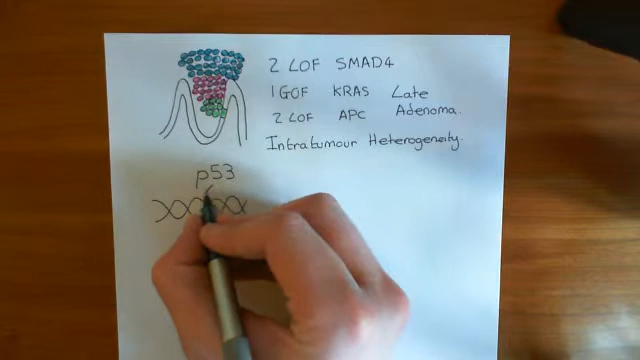 2 LOF SMAD4
1 GOF KRAS Late
2 LOF APC Adenoma.
Intratumour Heterogeneity.
p53